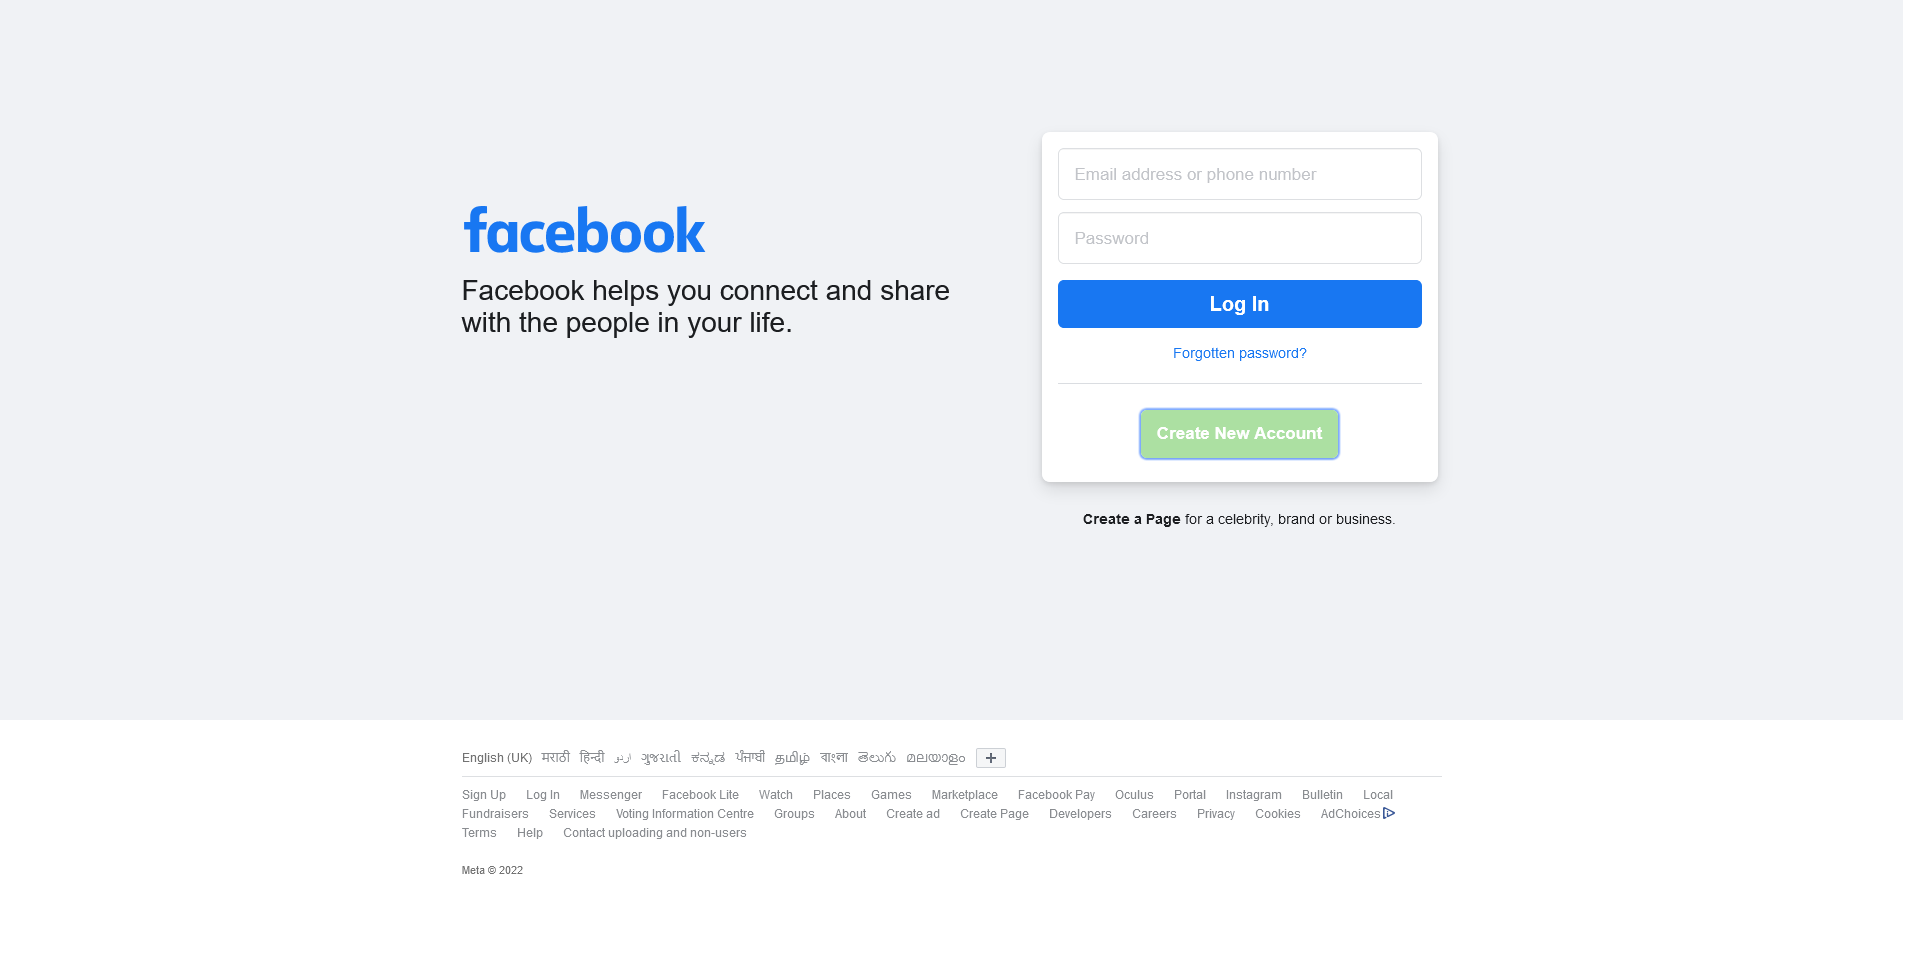 facebook
Facebook helps you connect and share
with the people in your life.
Email address or phone number
Password
Log In
Forgotten password?
Create New Account
Create a Page for a celebrity, brand or business.
English (UK) मराठी हिन्दी اردو ગુજરાતી ಕನ್ನಡ ਪੰਜਾਬੀ தமிழ் বাংলা తెలుగు മലയാളം
Sign Up Log In Messenger Facebook Lite Watch Places Games Marketplace Facebook Pay Oculus Portal Instagram Bulletin Local
Fundraisers Services Voting Information Centre Groups About Create ad Create Page Developers Careers Privacy Cookies AdChoices
Terms Help Contact uploading and non-users
Meta © 2022